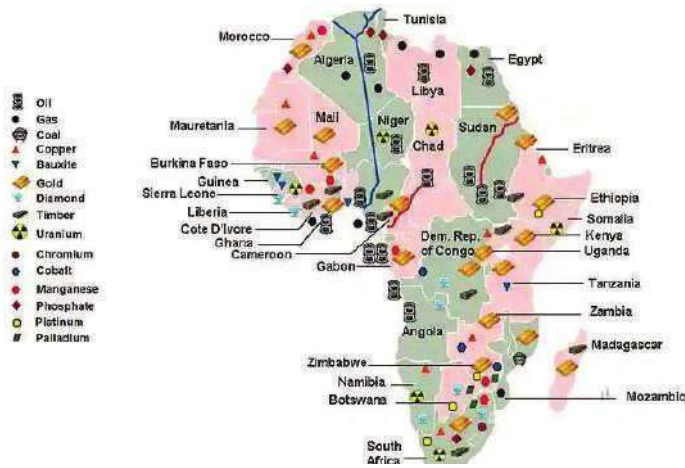 Tunisia
Morocco
Algeria
Egypt
Libya
Oil
Gas
Coal
Copper
Bauxite
Gold
Diamond
Timber
Uranium
Chromium
Cobalt
Manganese
Phosphate
Platinum
Palladium
Mauretania
Mali
Niger
Chad
Sudan
Eritrea
Burkina Faso
Guinea
Sierra Leone
Liberia
Cote D'Ivore
Ghana
Cameroon
Gabon
Ethiopia
Somalia
Kenya
Uganda
Dem. Rep.
of Congo
Tanzania
Angola
Zambia
Madagascar
Zimbabwe
Namibia
Botswana
Mozambiq
South
Africa